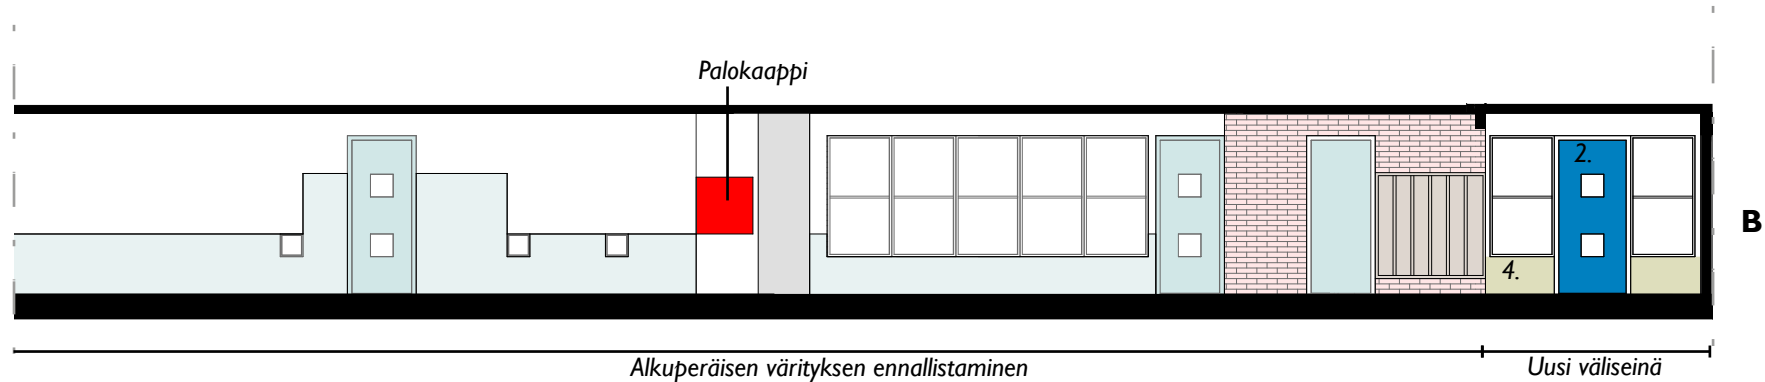 Palokaappi
2.
B
4.
Alkuperäisen värityksen ennallistaminen
Uusi väliseinä